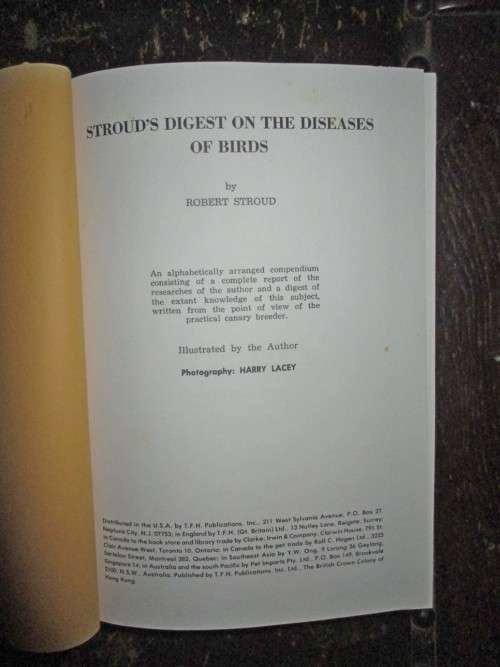 STROUD'S DIGEST ON THE DISEASES
OF BIRDS
by
ROBERT STROUD
An alphabetically arranged compendium
consisting of a complete report of the
researches of the author and a digest of
the extant knowledge of this subject,
written from the point of view of the
practical canary breeder.
Illustrated by the Author
Photography: HARRY LACEY
Distributed in the U.S.A. by T.F.H. Publications, Inc., 211 West Sylvania Avenue, P.O. Box 27
Neptune City, N.J. 07753; in England by T.F.H. (Gt. Britain) Ltd., 13 Nutley Lane, Reigate, Surrey;
in Canada to the book store and library trade by Clarke, Irwin & Company, Clarwin House, 791 St.
Clair Avenue West, Toronto 10, Ontario; in Canada to the pet trade by Rolf C. Hagen Ltd., 3225
Sartelon Street, Montreal 382, Quebec; in Southeast Asia by Y.W. Ong, 9 Lorong 36 Geylang,
Singapore 14; in Australia and the south Pacific by Pet Imports Pty. Ltd., P.O. Box 149, Brookvale
2100, N.S.W., Australia. Published by T.F.H. Publications, Inc. Ltd., The British Crown Colony of
Hong Kong.